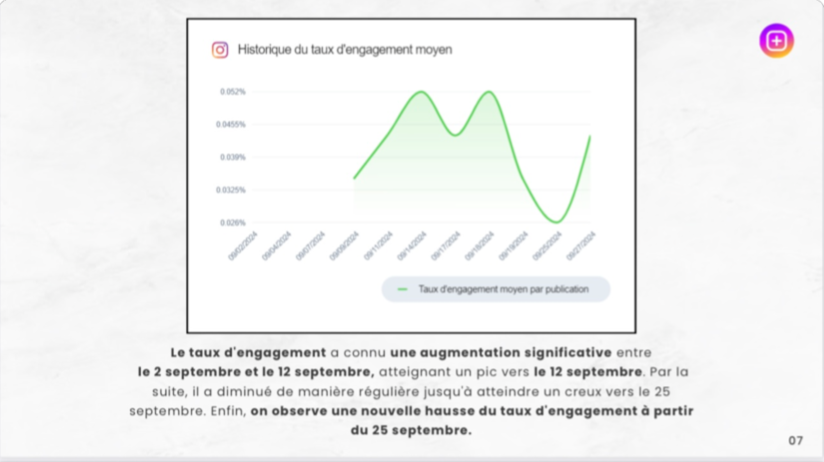 Historique du taux d'engagement moyen
0.052%
0.0455%
0.039%
0.0325%
0.026%
09/02/2024 09/04/2024 09/07/2024 09/09/2024 09/11/2024 09/14/2024 09/17/2024 09/18/2024 09/19/2024 09/25/2024 09/27/2024
Taux d'engagement moyen par publication
Le taux d'engagement a connu une augmentation significative entre
le 2 septembre et le 12 septembre, atteignant un pic vers le 12 septembre. Par la
suite, il a diminué de manière régulière jusqu'à atteindre un creux vers le 25
septembre. Enfin, on observe une nouvelle hausse du taux d'engagement à partir
du 25 septembre.
07